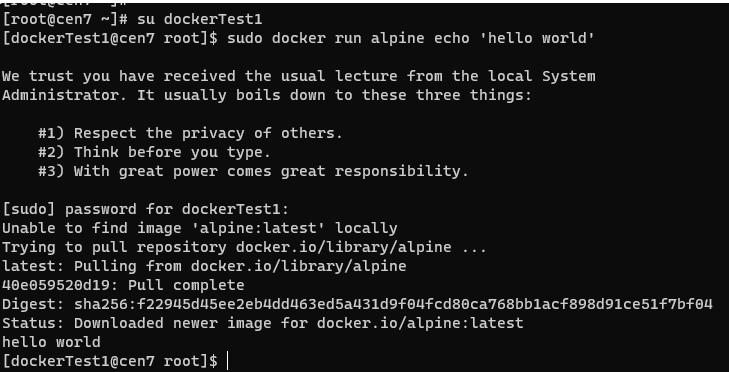 [root@cen7 ~]#
[root@cen7 ~]# su dockerTest1
[dockerTest1@cen7 root]$ sudo docker run alpine echo 'hello world'
We trust you have received the usual lecture from the local System
Administrator. It usually boils down to these three things:
#1) Respect the privacy of others.
#2) Think before you type.
#3) With great power comes great responsibility.
[sudo] password for dockerTest1:
Unable to find image 'alpine:latest' locally
Trying to pull repository docker.io/library/alpine ...
latest: Pulling from docker.io/library/alpine
40e059520d19: Pull complete
Digest: sha256:f22945d45ee2eb4dd463ed5a431d9f04fcd80ca768bb1acf898d91ce51f7bf04
Status: Downloaded newer image for docker.io/alpine:latest
hello world
[dockerTest1@cen7 root]$